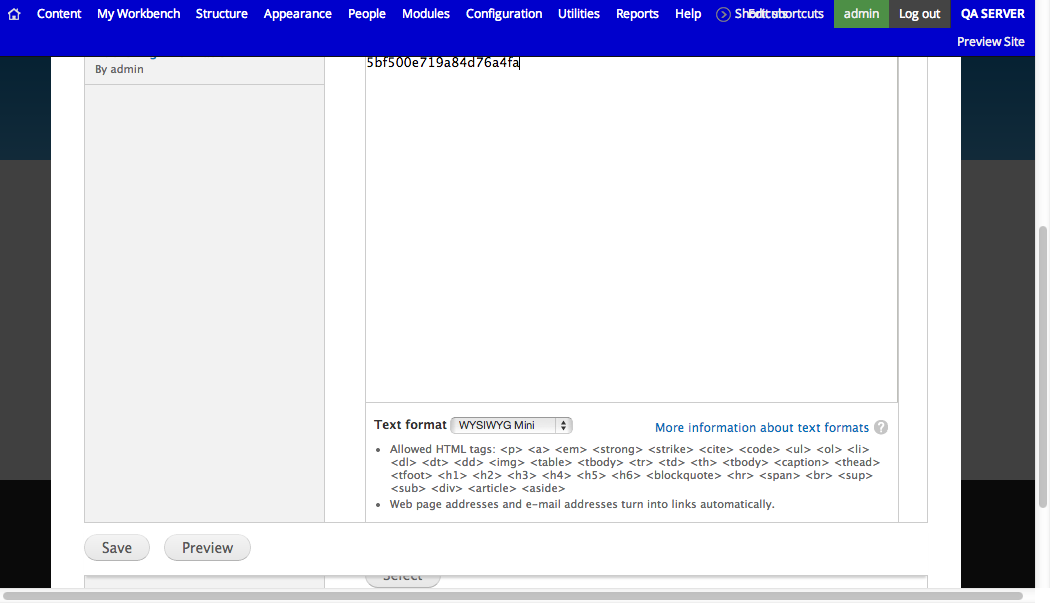 Content My Workbench Structure Appearance People Modules Configuration Utilities Reports Help Edit shortcuts admin Log out QA SERVER
Preview Site
By admin
5bf500e719a84d76a4fa
Text format WYSIWYG Mini More information about text formats ?
• Allowed HTML tags: <p> <a> <em> <strong> <strike> <cite> <code> <ul> <ol> <li>
<dl> <dt> <dd> <img> <table> <tbody> <tr> <td> <th> <tbody> <caption> <thead>
<tfoot> <h1> <h2> <h3> <h4> <h5> <h6> <blockquote> <hr> <span> <br> <sup>
<sub> <div> <article> <aside>
• Web page addresses and e-mail addresses turn into links automatically.
Save Preview
Select